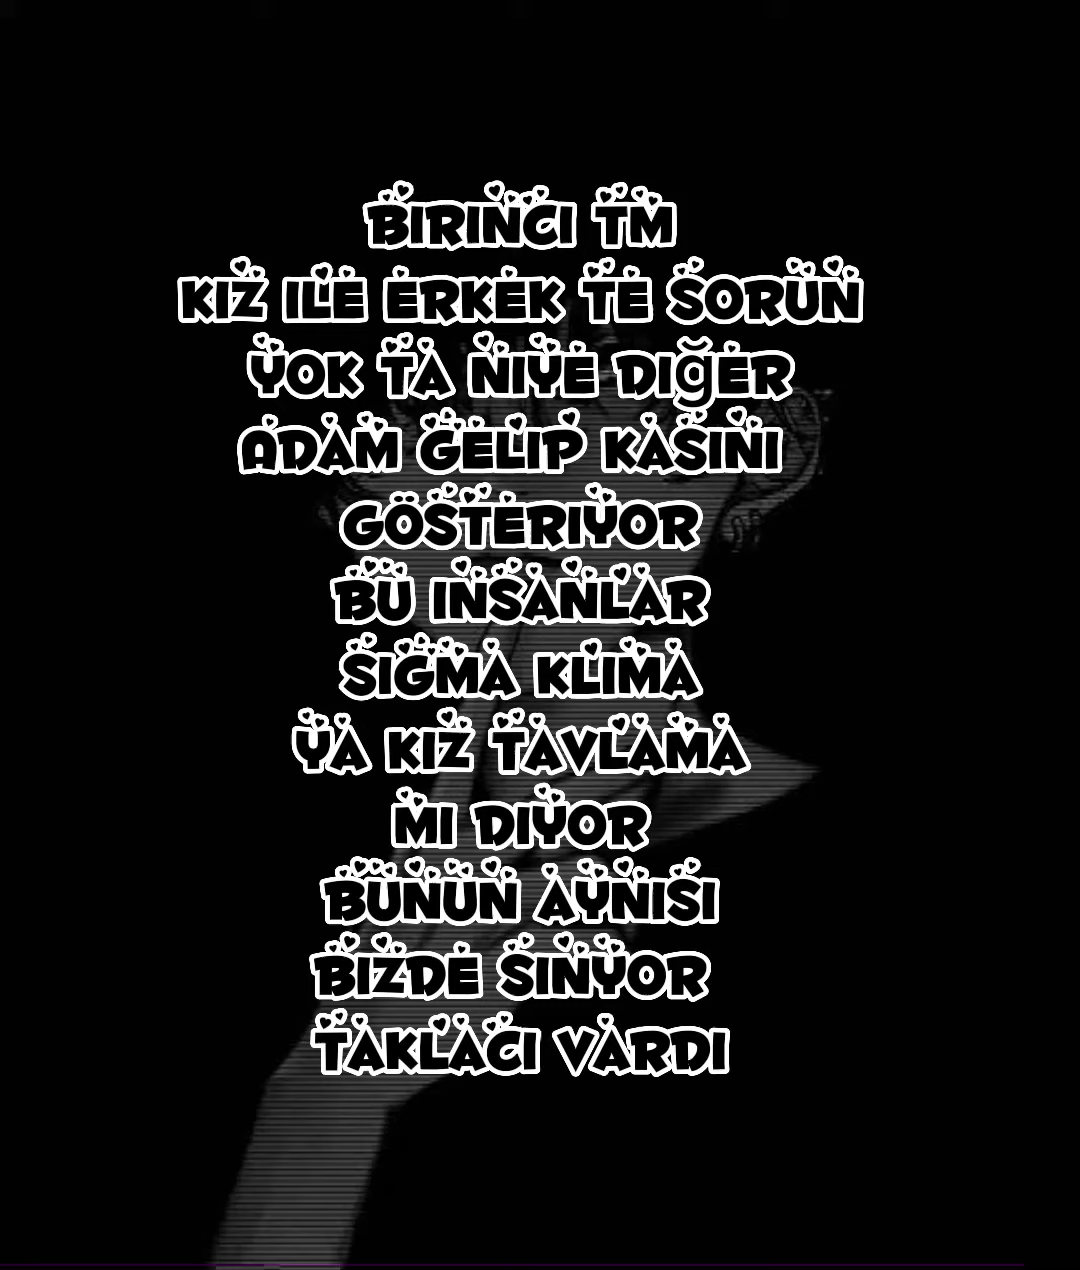 BIRINCI TM
KIZ ILE ERKEK TE SORUN
YOK TA NIYE DIĞER
ADAM GELIP KASINI
GÖSTERIYOR
BU INSANLAR
SIGMA KLIMA
YA KIZ TAVLAMA
MI DIYOR
BUNUN AYNISI
BIZDE SINYOR
TAKLACI VARDI